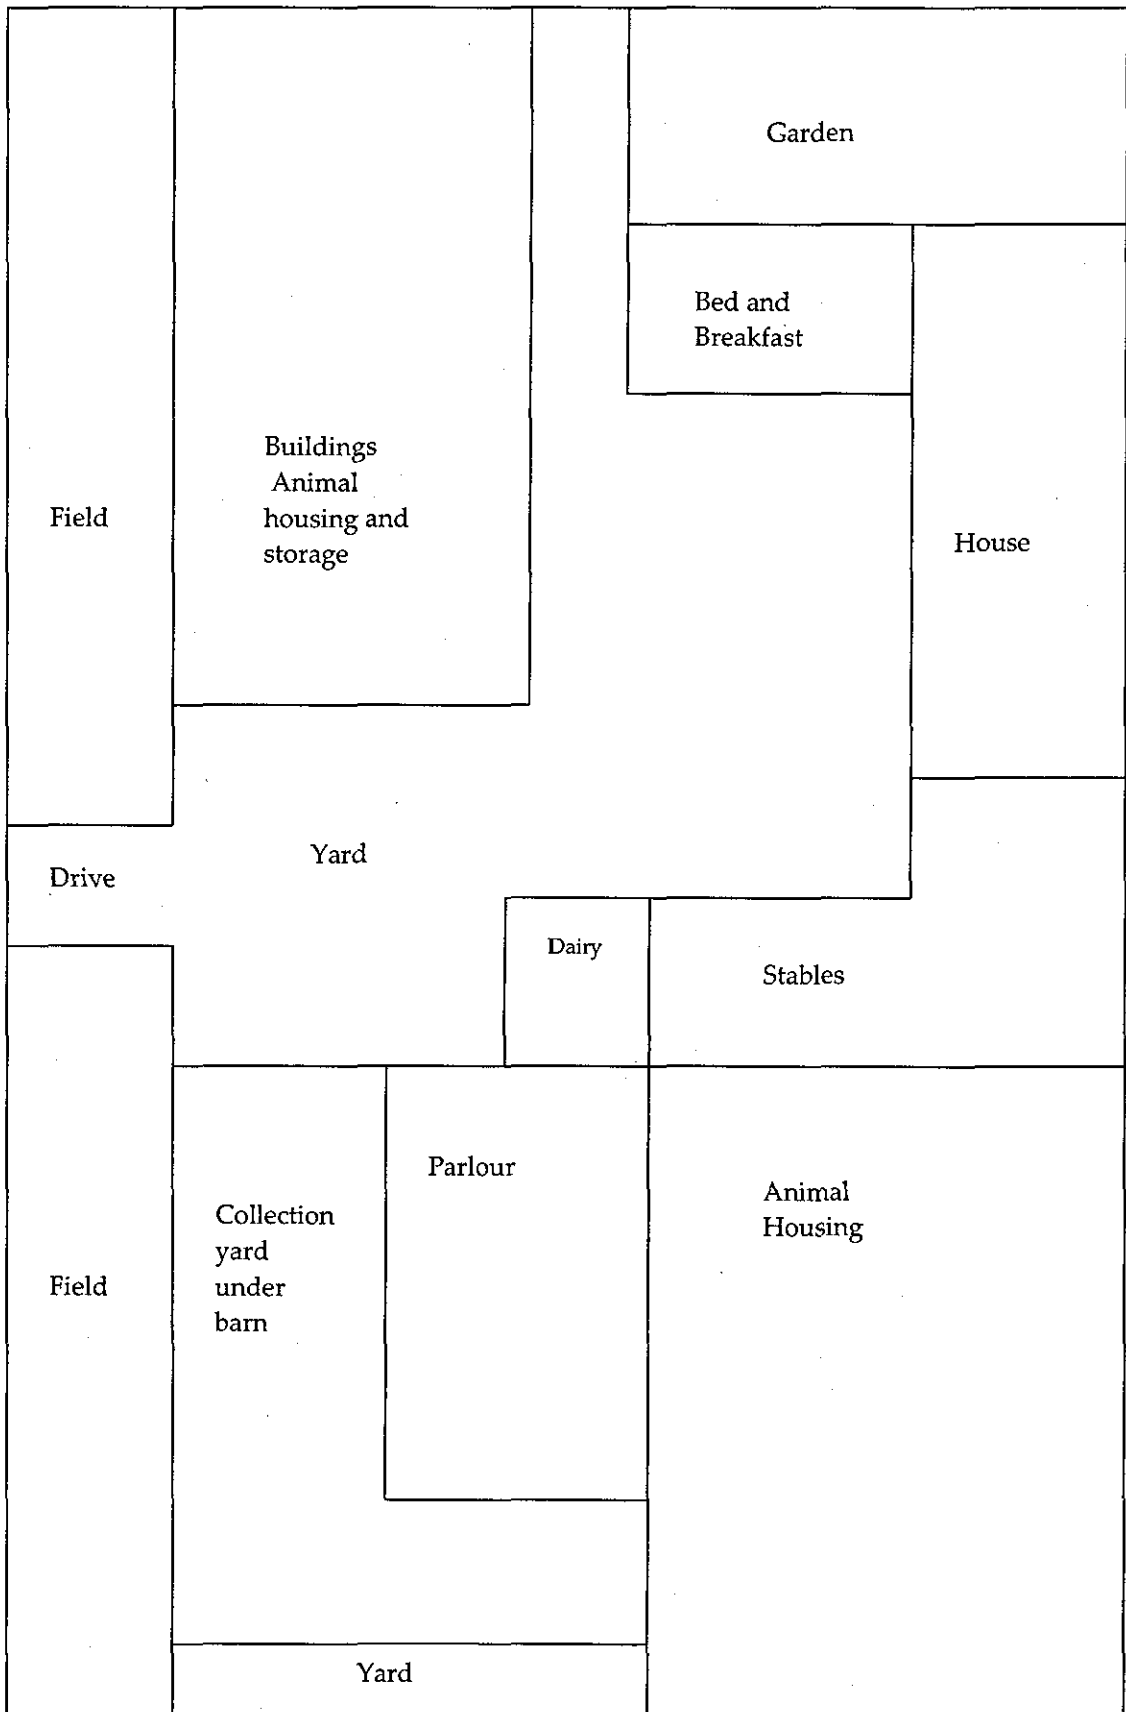 Garden
Bed and
Breakfast
Buildings
Animal
housing and
storage
Field
House
Yard
Drive
Dairy
Stables
Parlour
Animal
Housing
Collection
yard
under
barn
Field
Yard